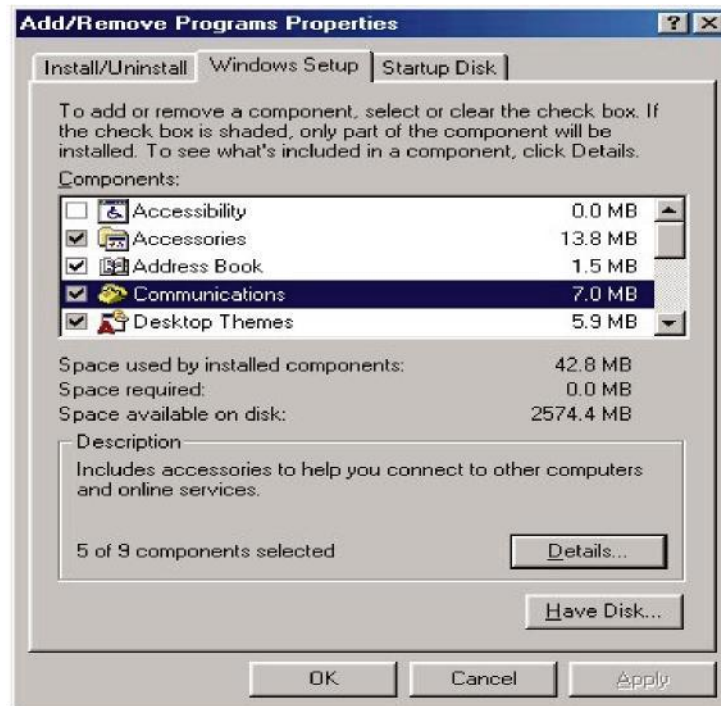 Add/Remove Programs Properties
Install/Uninstall Windows Setup Startup Disk
To add or remove a component, select or clear the check box. If
the check box is shaded, only part of the component will be
installed. To see what's included in a component, click Details.
Components:
Accessibility 0.0 MB
Accessories 13.8 MB
Address Book 1.5 MB
Communications 7.0 MB
Desktop Themes 5.9 MB
Space used by installed components: 42.8 MB
Space required: 0.0 MB
Space available on disk: 2574.4 MB
Description
Includes accessories to help you connect to other computers
and online services.
5 of 9 components selected Details...
Have Disk...
OK Cancel Apply